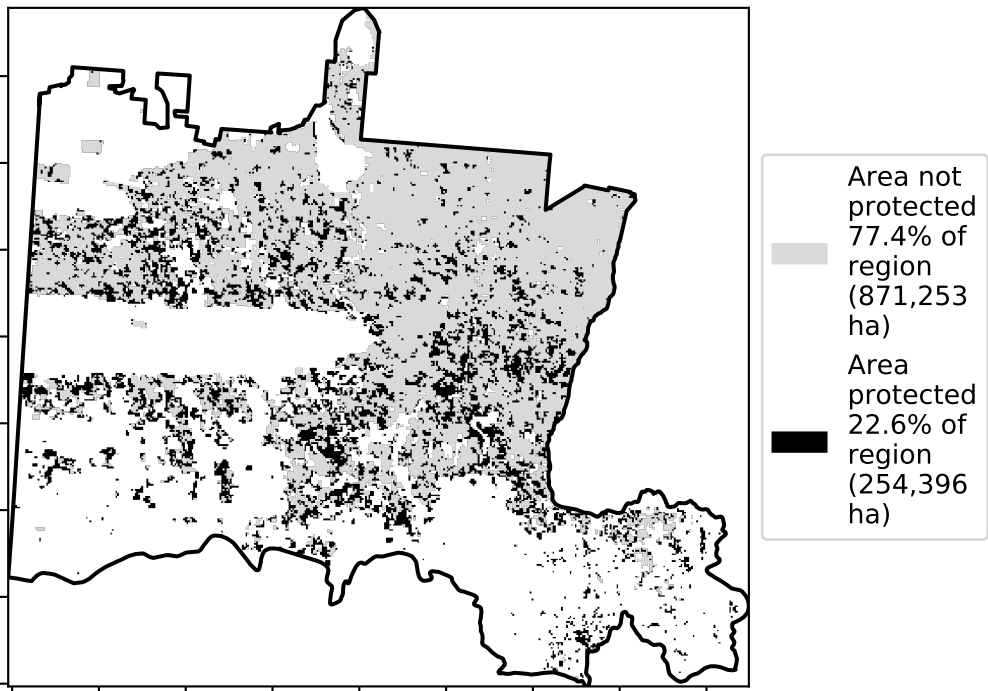 Area not
protected
77.4% of
region
(871,253
ha)
Area
protected
22.6% of
region
(254,396
ha)